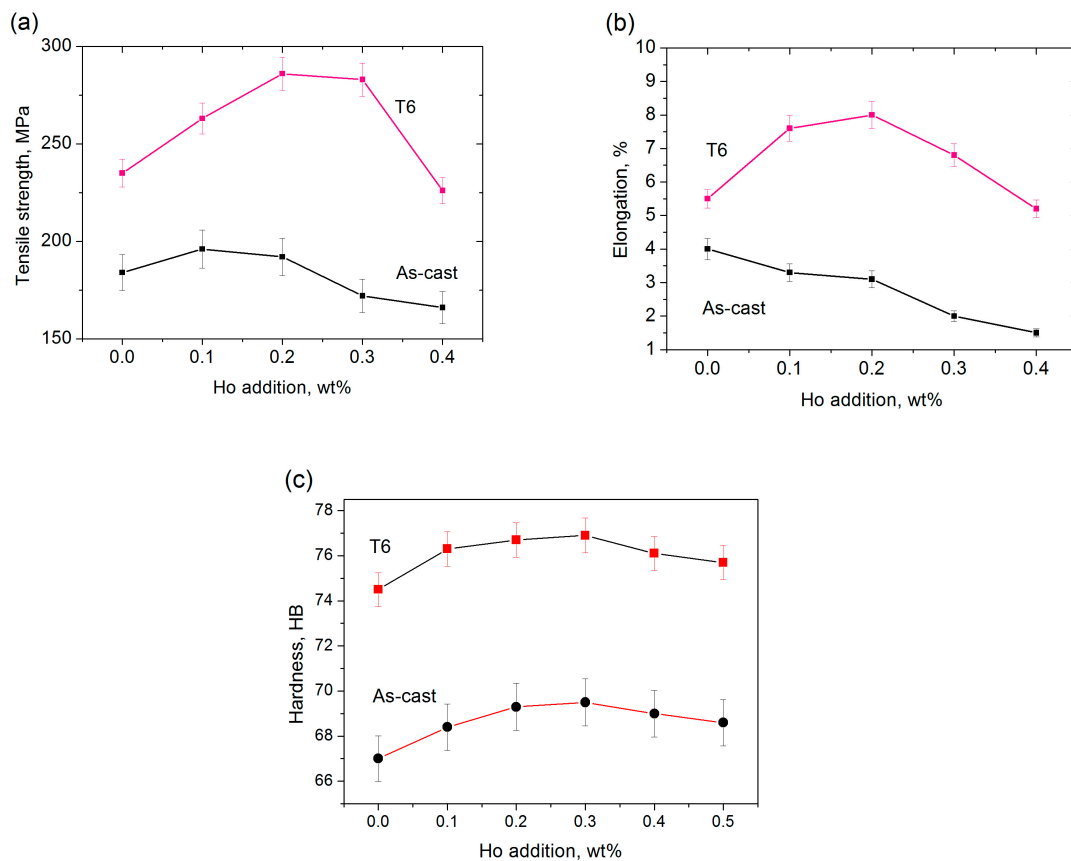 (a)
300
250
200
150
Tensile strength, MPa
T6
As-cast
0.0 0.1 0.2 0.3 0.4
Ho addition, wt%
(b)
10
9
8
7
6
5
4
3
2
1
Elongation, %
T6
As-cast
0.0 0.1 0.2 0.3 0.4
Ho addition, wt%
(c)
78
76
74
72
70
68
66
Hardness, HB
T6
As-cast
0.0 0.1 0.2 0.3 0.4 0.5
Ho addition, wt%